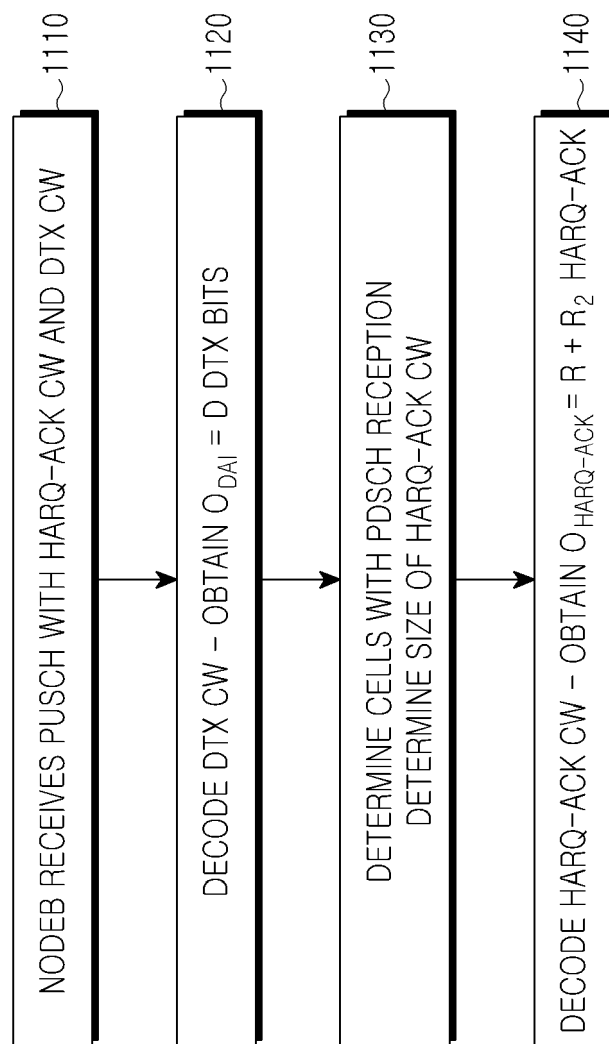 NODEB RECEIVES PUSCH WITH HARQ-ACK CW AND DTX CW
1110
DECODE DTX CW - OBTAIN O_DAI = D DTX BITS
1120
DETERMINE CELLS WITH PDSCH RECEPTION
DETERMINE SIZE OF HARQ-ACK CW
1130
DECODE HARQ-ACK CW - OBTAIN O_HARQ-ACK = R + R_2 HARQ-ACK
1140